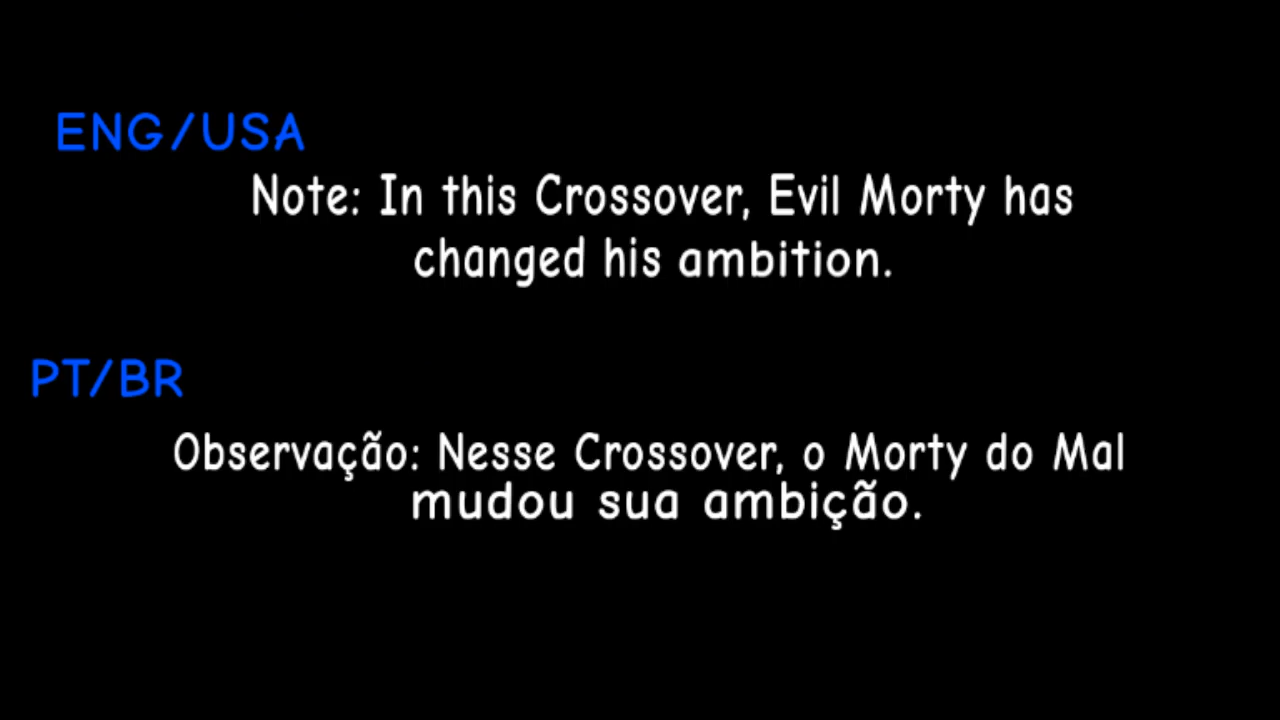 ENG/USA
Note: In this Crossover, Evil Morty has
changed his ambition.
PT/BR
Observação: Nesse Crossover, o Morty do Mal
mudou sua ambição.